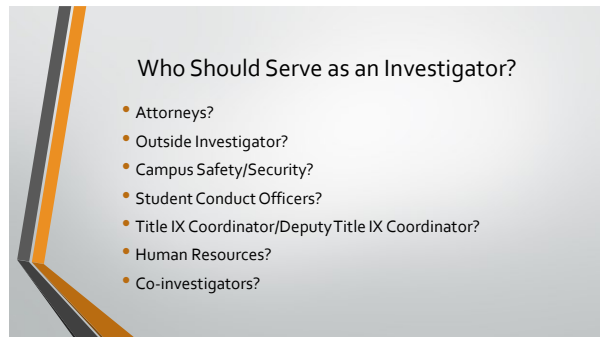 Who Should Serve as an Investigator?
• Attorneys?
• Outside Investigator?
• Campus Safety/Security?
• Student Conduct Officers?
• Title IX Coordinator/Deputy Title IX Coordinator?
• Human Resources?
• Co-investigators?